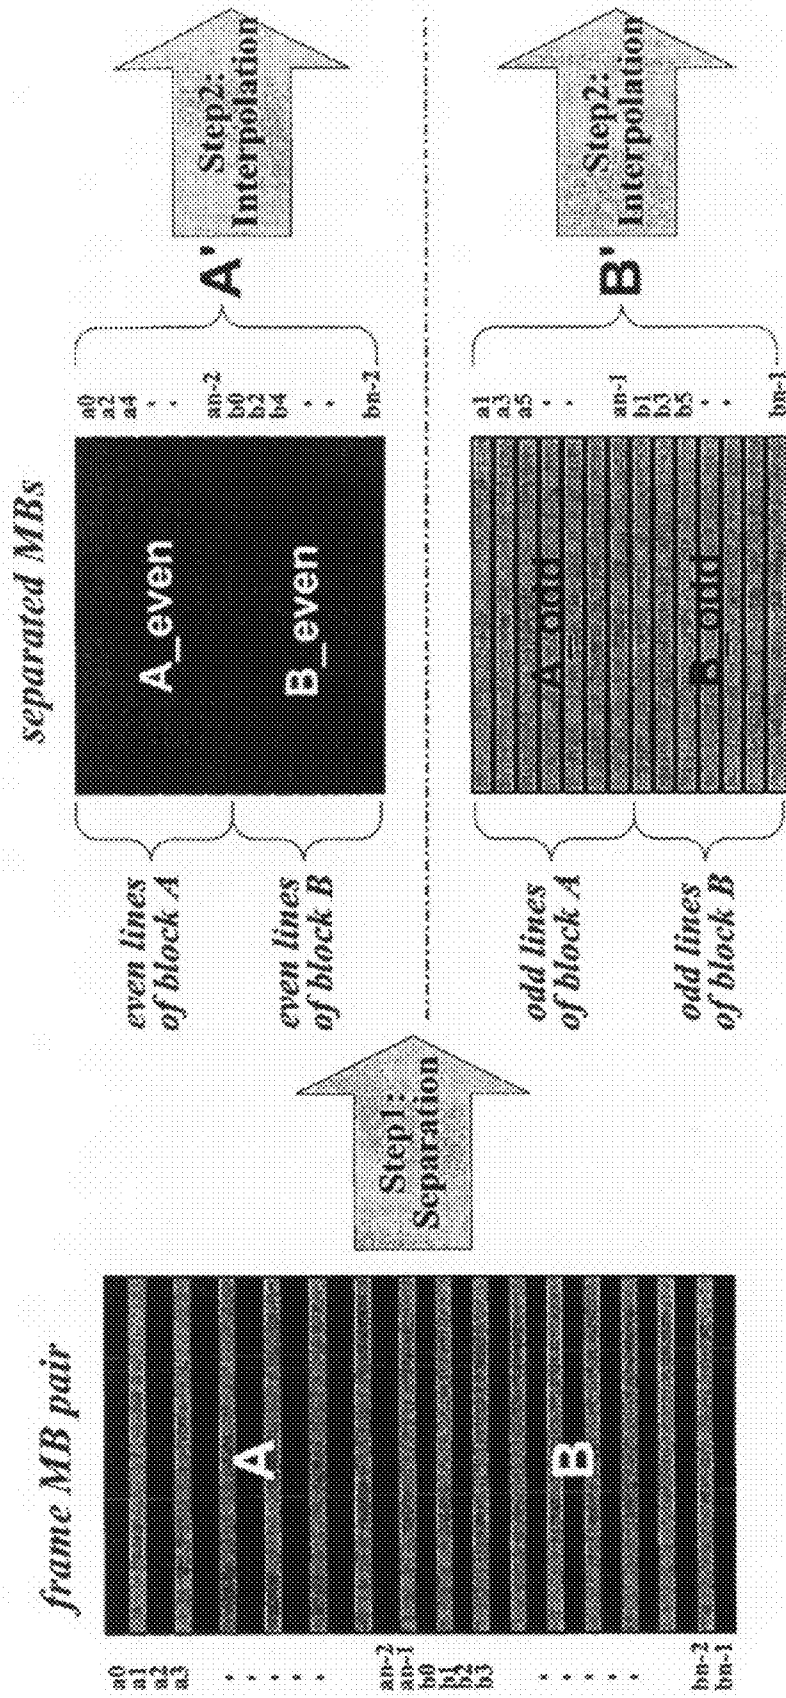 frame MB pair
a0
a1
a2
a3
an-2
an-1
b0
b1
b2
b3
bn-2
bn-1
A
B
Step1:
Separation
separated MBs
even lines
of block A
even lines
of block B
A_even
B_even
a0
a2
a4
an-2
b0
b2
b4
bn-2
A'
Step2:
Interpolation
odd lines
of block A
odd lines
of block B
A_odd
B_odd
a1
a3
a5
an-1
b1
b3
b5
bn-1
B'
Step2:
Interpolation